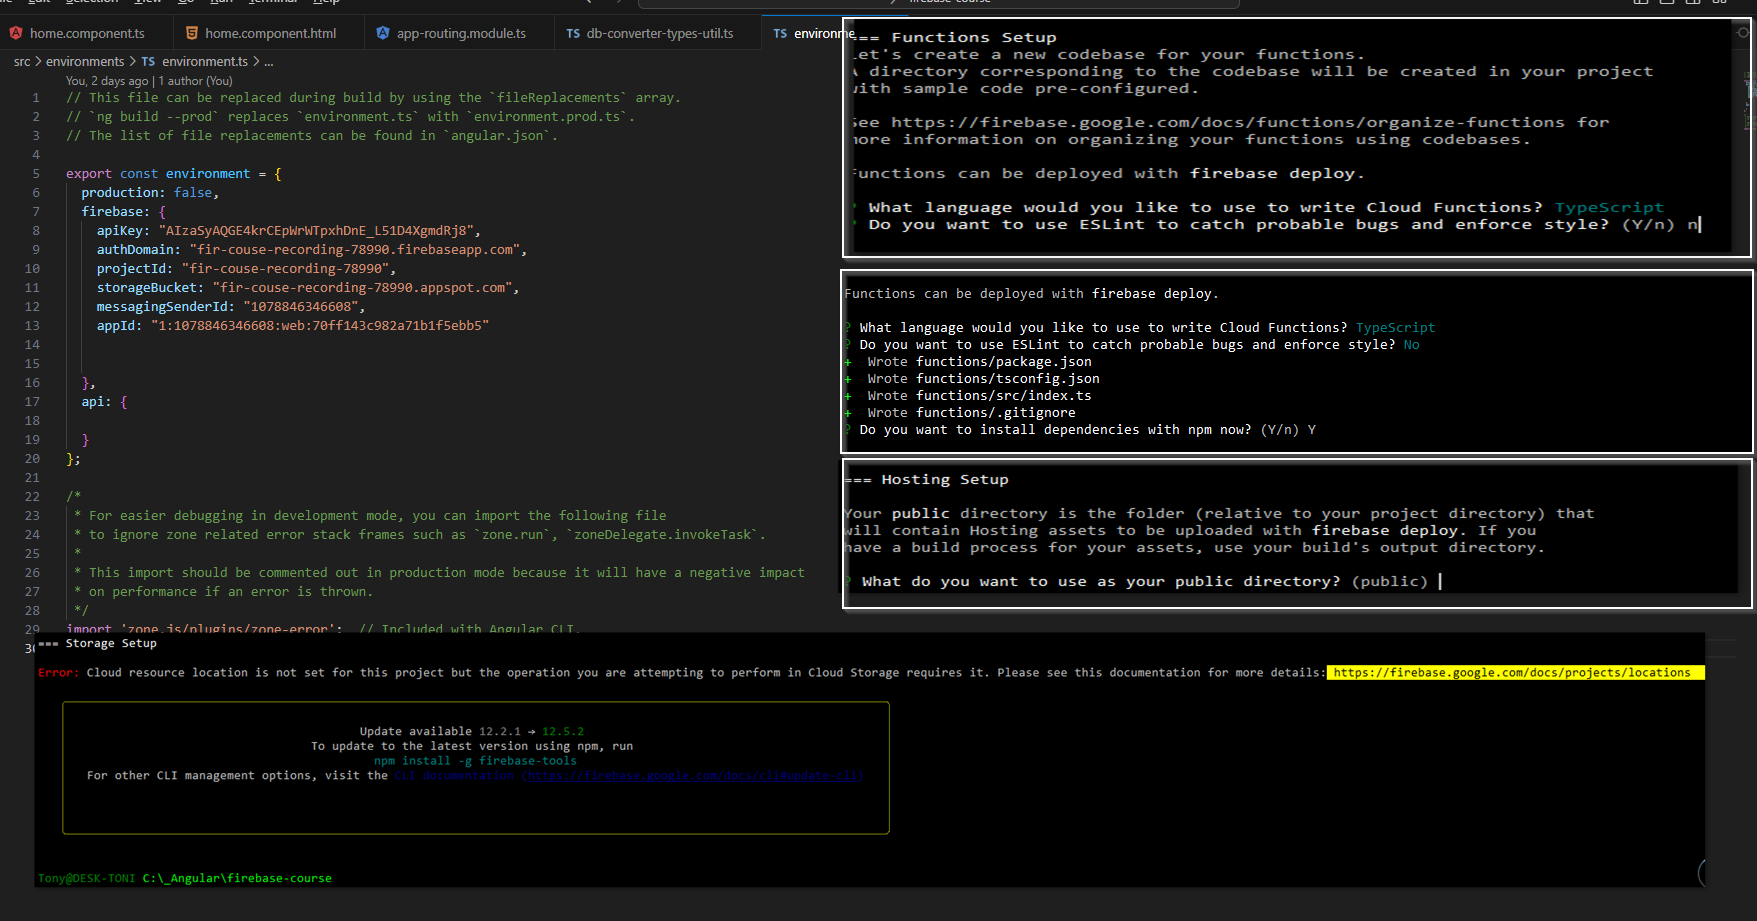 home.component.ts
home.component.html
app-routing.module.ts
TS db-converter-types-util.ts
TS environme
src > environments > TS environment.ts > ...
You, 2 days ago | 1 author (You)
1 // This file can be replaced during build by using the `fileReplacements` array.
2 // `ng build --prod` replaces `environment.ts` with `environment.prod.ts`.
3 // The list of file replacements can be found in `angular.json`.
4
5 export const environment = {
6 production: false,
7 firebase: {
8 apiKey: "AIzaSyAQGE4krCEpWrWTpxhDnE_L51D4XgmdRj8",
9 authDomain: "fir-couse-recording-78990.firebaseapp.com",
10 projectId: "fir-couse-recording-78990",
11 storageBucket: "fir-couse-recording-78990.appspot.com",
12 messagingSenderId: "1078846346608",
13 appId: "1:1078846346608:web:70ff143c982a71b1f5ebb5"
14
15
16 },
17 api: {
18
19 }
20 };
21
22 /*
23 * For easier debugging in development mode, you can import the following file
24 * to ignore zone related error stack frames such as `zone.run`, `zoneDelegate.invokeTask`.
25 *
26 * This import should be commented out in production mode because it will have a negative impact
27 * on performance if an error is thrown.
28 */
29 import 'zone.js/plugins/zone-error'; // Included with Angular CLI.
=== Functions Setup
Let's create a new codebase for your functions.
A directory corresponding to the codebase will be created in your project
with sample code pre-configured.
See https://firebase.google.com/docs/functions/organize-functions for
more information on organizing your functions using codebases.
Functions can be deployed with firebase deploy.
? What language would you like to use to write Cloud Functions? TypeScript
? Do you want to use ESLint to catch probable bugs and enforce style? (Y/n) n
Functions can be deployed with firebase deploy.
? What language would you like to use to write Cloud Functions? TypeScript
? Do you want to use ESLint to catch probable bugs and enforce style? No
+ Wrote functions/package.json
+ Wrote functions/tsconfig.json
+ Wrote functions/src/index.ts
+ Wrote functions/.gitignore
? Do you want to install dependencies with npm now? (Y/n) Y
=== Hosting Setup
Your public directory is the folder (relative to your project directory) that
will contain Hosting assets to be uploaded with firebase deploy. If you
have a build process for your assets, use your build's output directory.
? What do you want to use as your public directory? (public)
=== Storage Setup
Error: Cloud resource location is not set for this project but the operation you are attempting to perform in Cloud Storage requires it. Please see this documentation for more details: https://firebase.google.com/docs/projects/locations
Update available 12.2.1 → 12.5.2
To update to the latest version using npm, run
npm install -g firebase-tools
For other CLI management options, visit the CLI documentation (https://firebase.google.com/docs/cli#update-cli)
Tony@DESK-TONI C:\_Angular\firebase-course